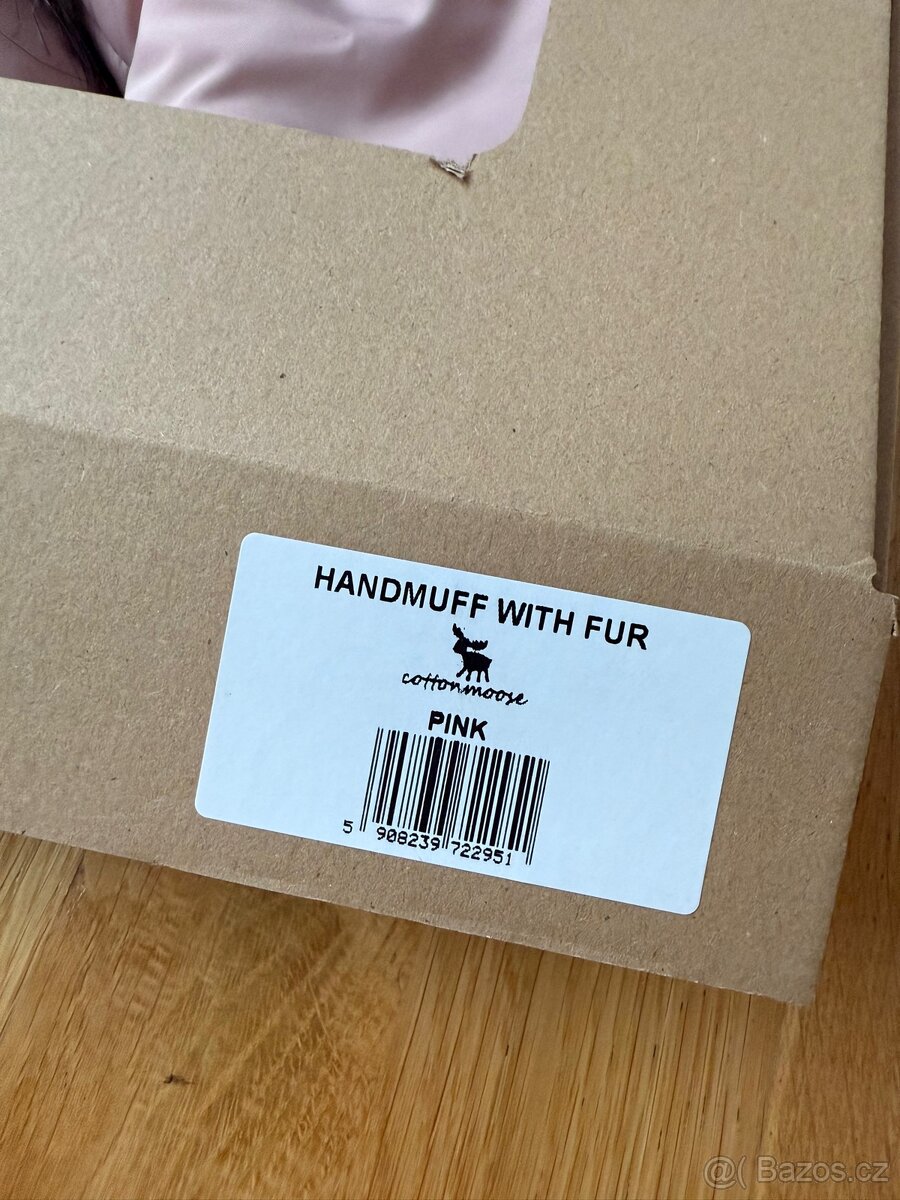 HANDMUFF WITH FUR
cottonmoose
PINK
5 908239 722951
@( Bazos.cz